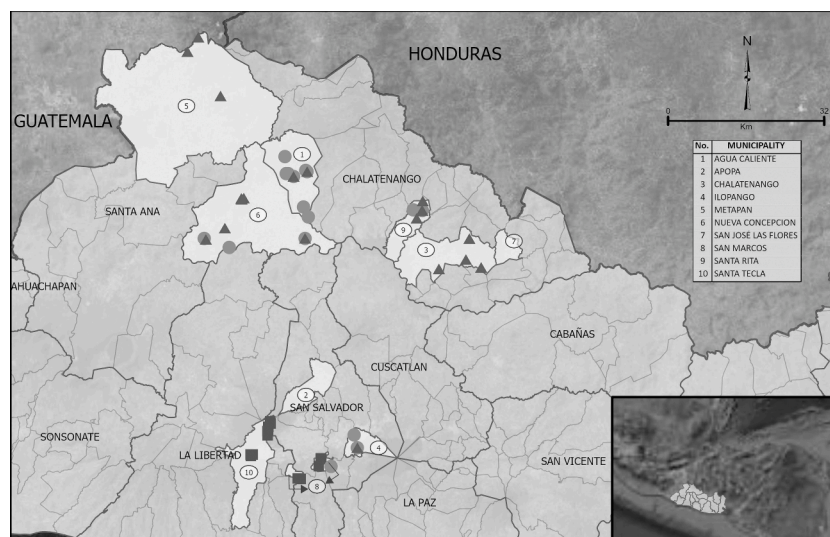 HONDURAS
N
GUATEMALA
0 32
Km
No. MUNICIPALITY
1 AGUA CALIENTE
2 APOPA
3 CHALATENANGO
4 ILOPANGO
5 METAPAN
6 NUEVA CONCEPCION
7 SAN JOSÉ LAS FLORES
8 SAN MARCOS
9 SANTA RITA
10 SANTA TECLA
5
1
CHALATENANGO
SANTA ANA
6
9
3
7
AHUACHAPAN
CABAÑAS
CUSCATLAN
2
SAN SALVADOR
SONSONATE
LA LIBERTAD
4
10
8
SAN VICENTE
LA PAZ